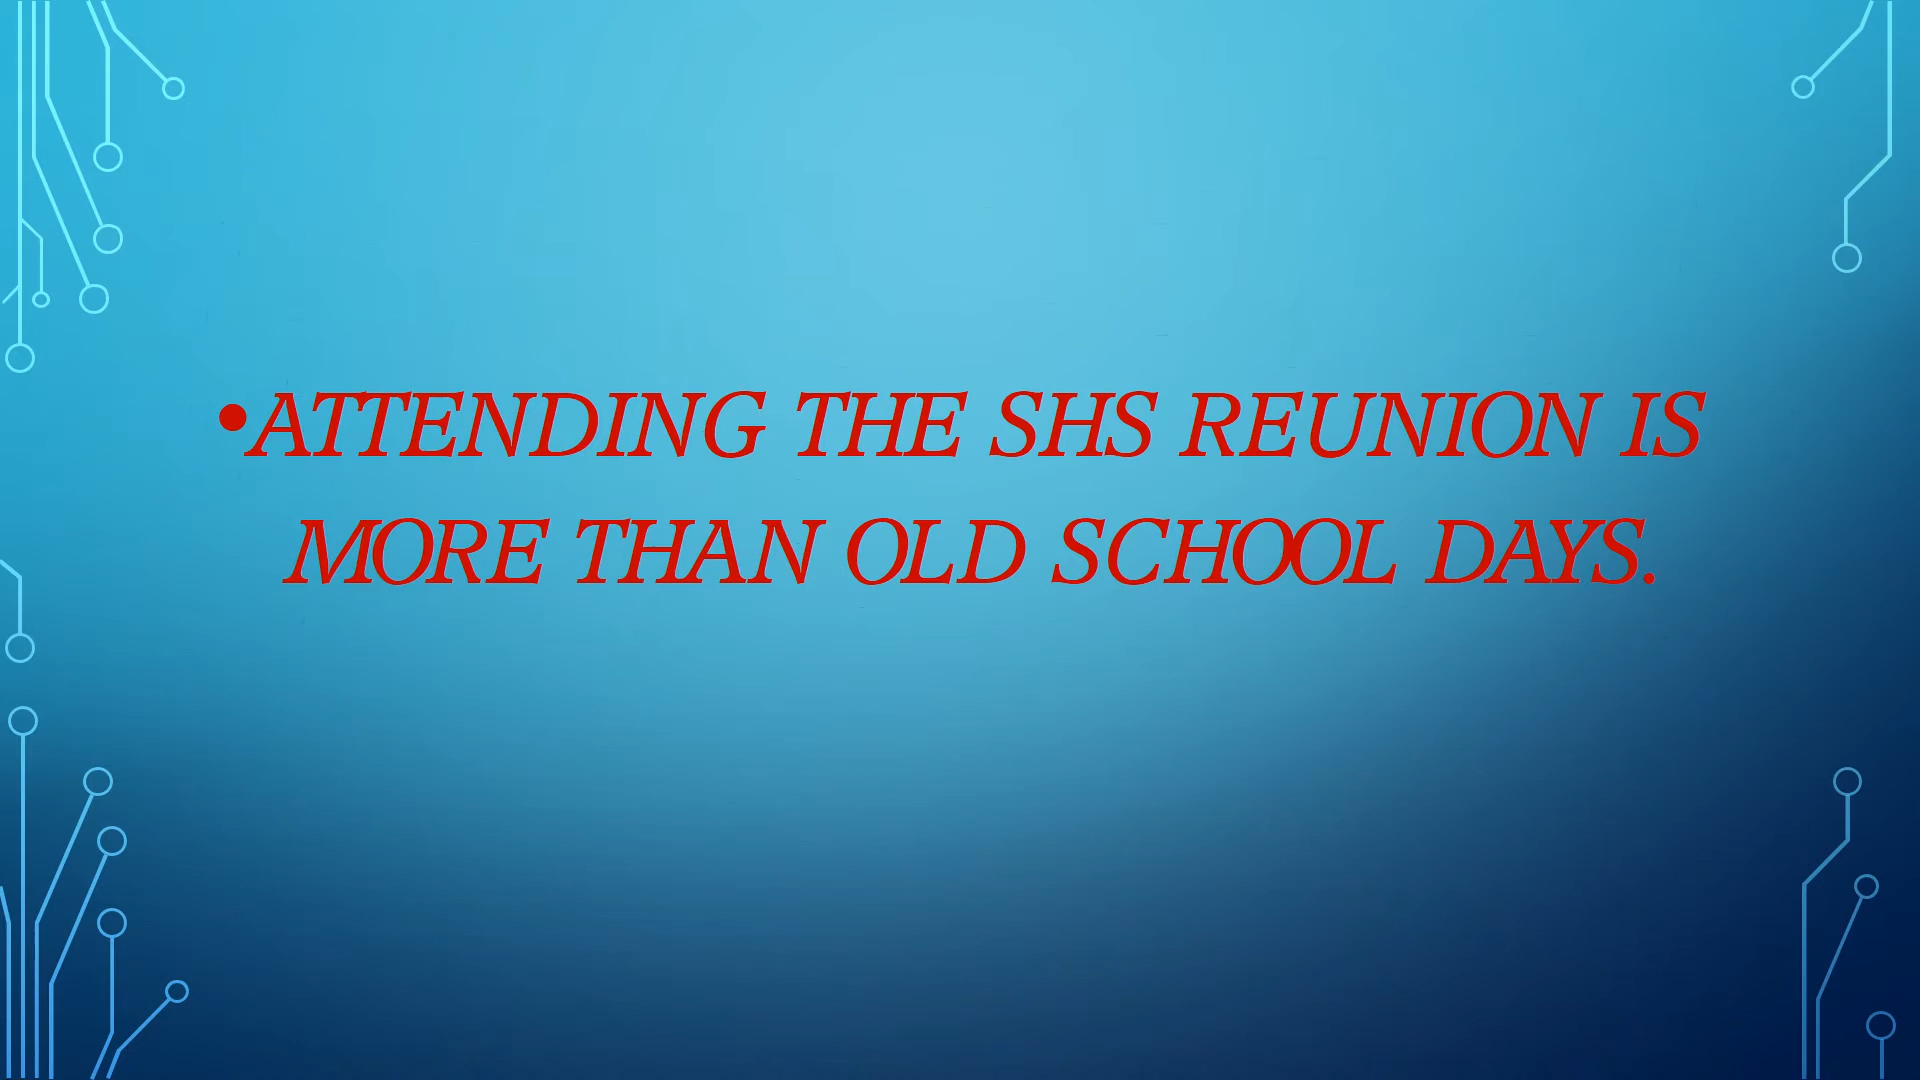 •ATTENDING THE SHS REUNION IS
MORE THAN OLD SCHOOL DAYS.